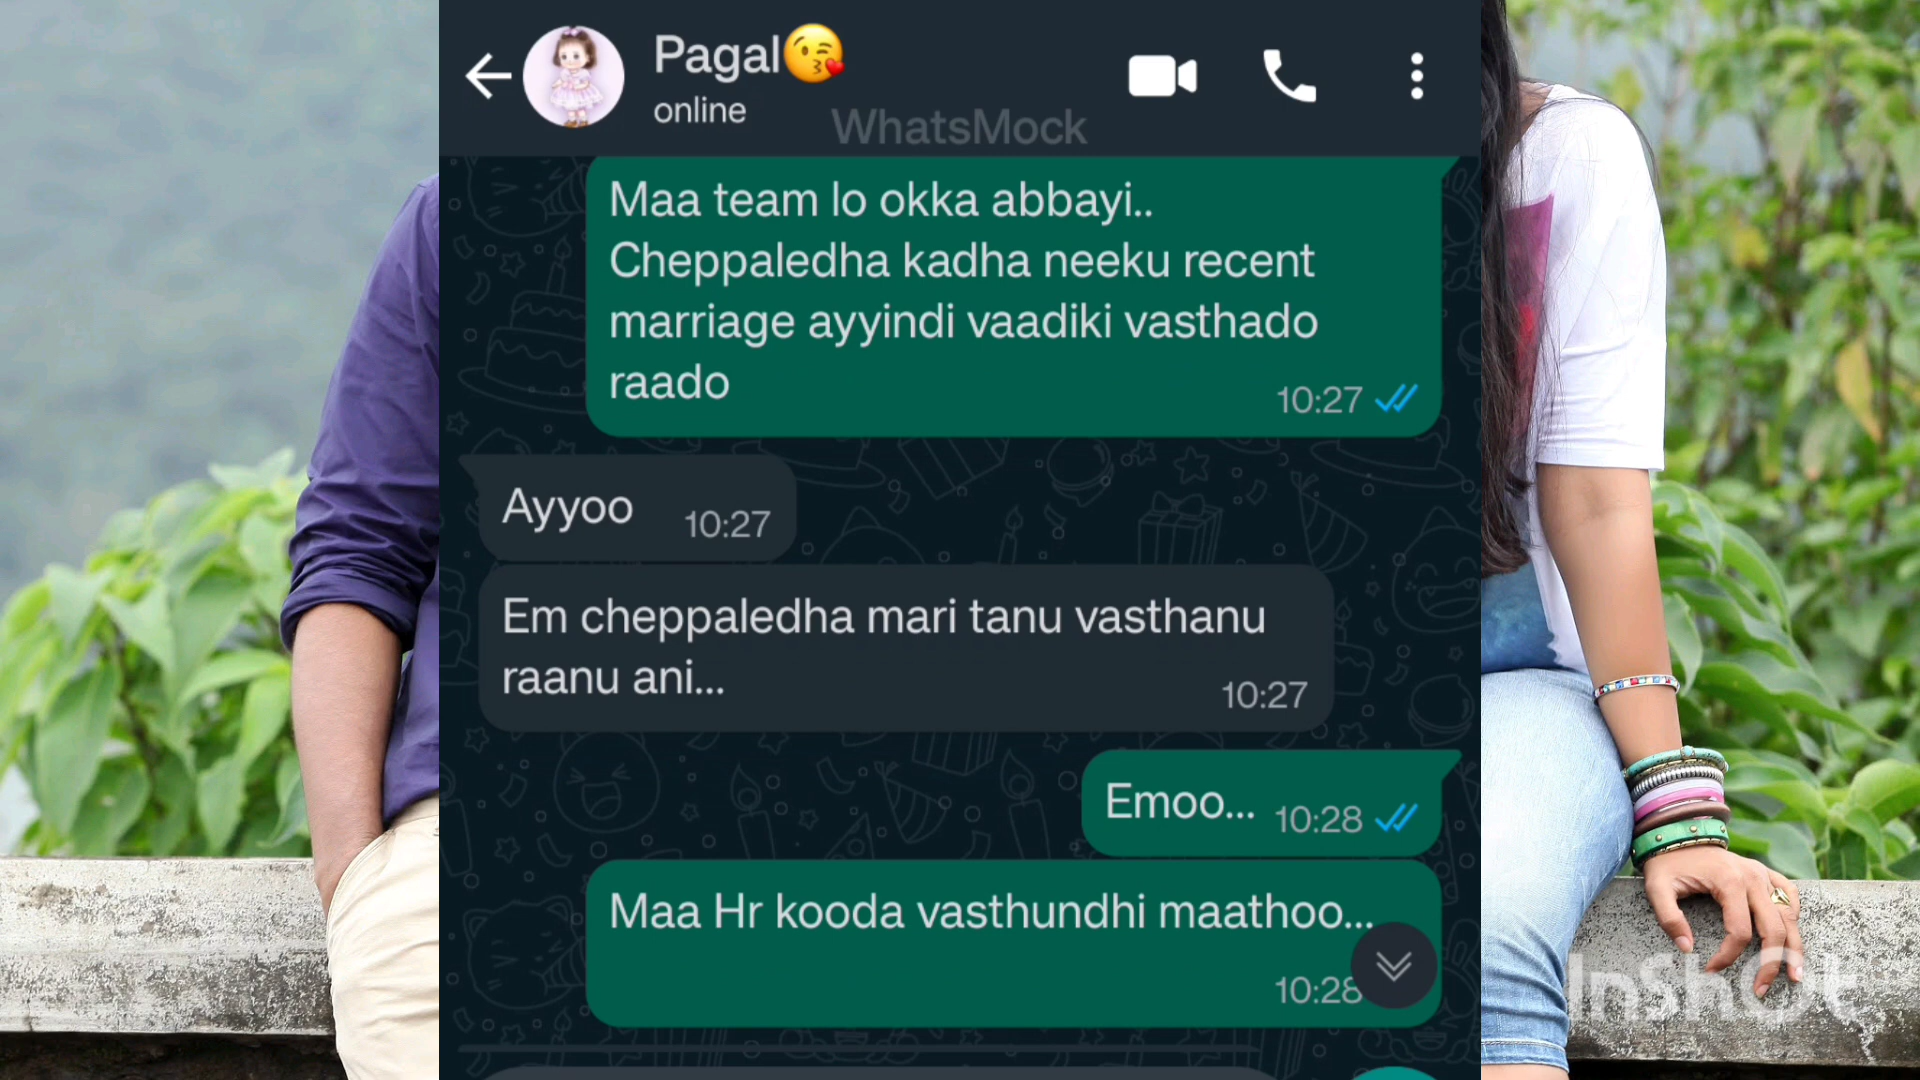 Pagal😘
online
WhatsMock
Maa team lo okka abbayi..
Cheppaledha kadha neeku recent
marriage ayyindi vaadiki vasthado
raado
10:27
Ayyoo 10:27
Em cheppaledha mari tanu vasthanu
raanu ani...
10:27
Emoo... 10:28
Maa Hr kooda vasthundhi maathoo...
10:28
InShOt